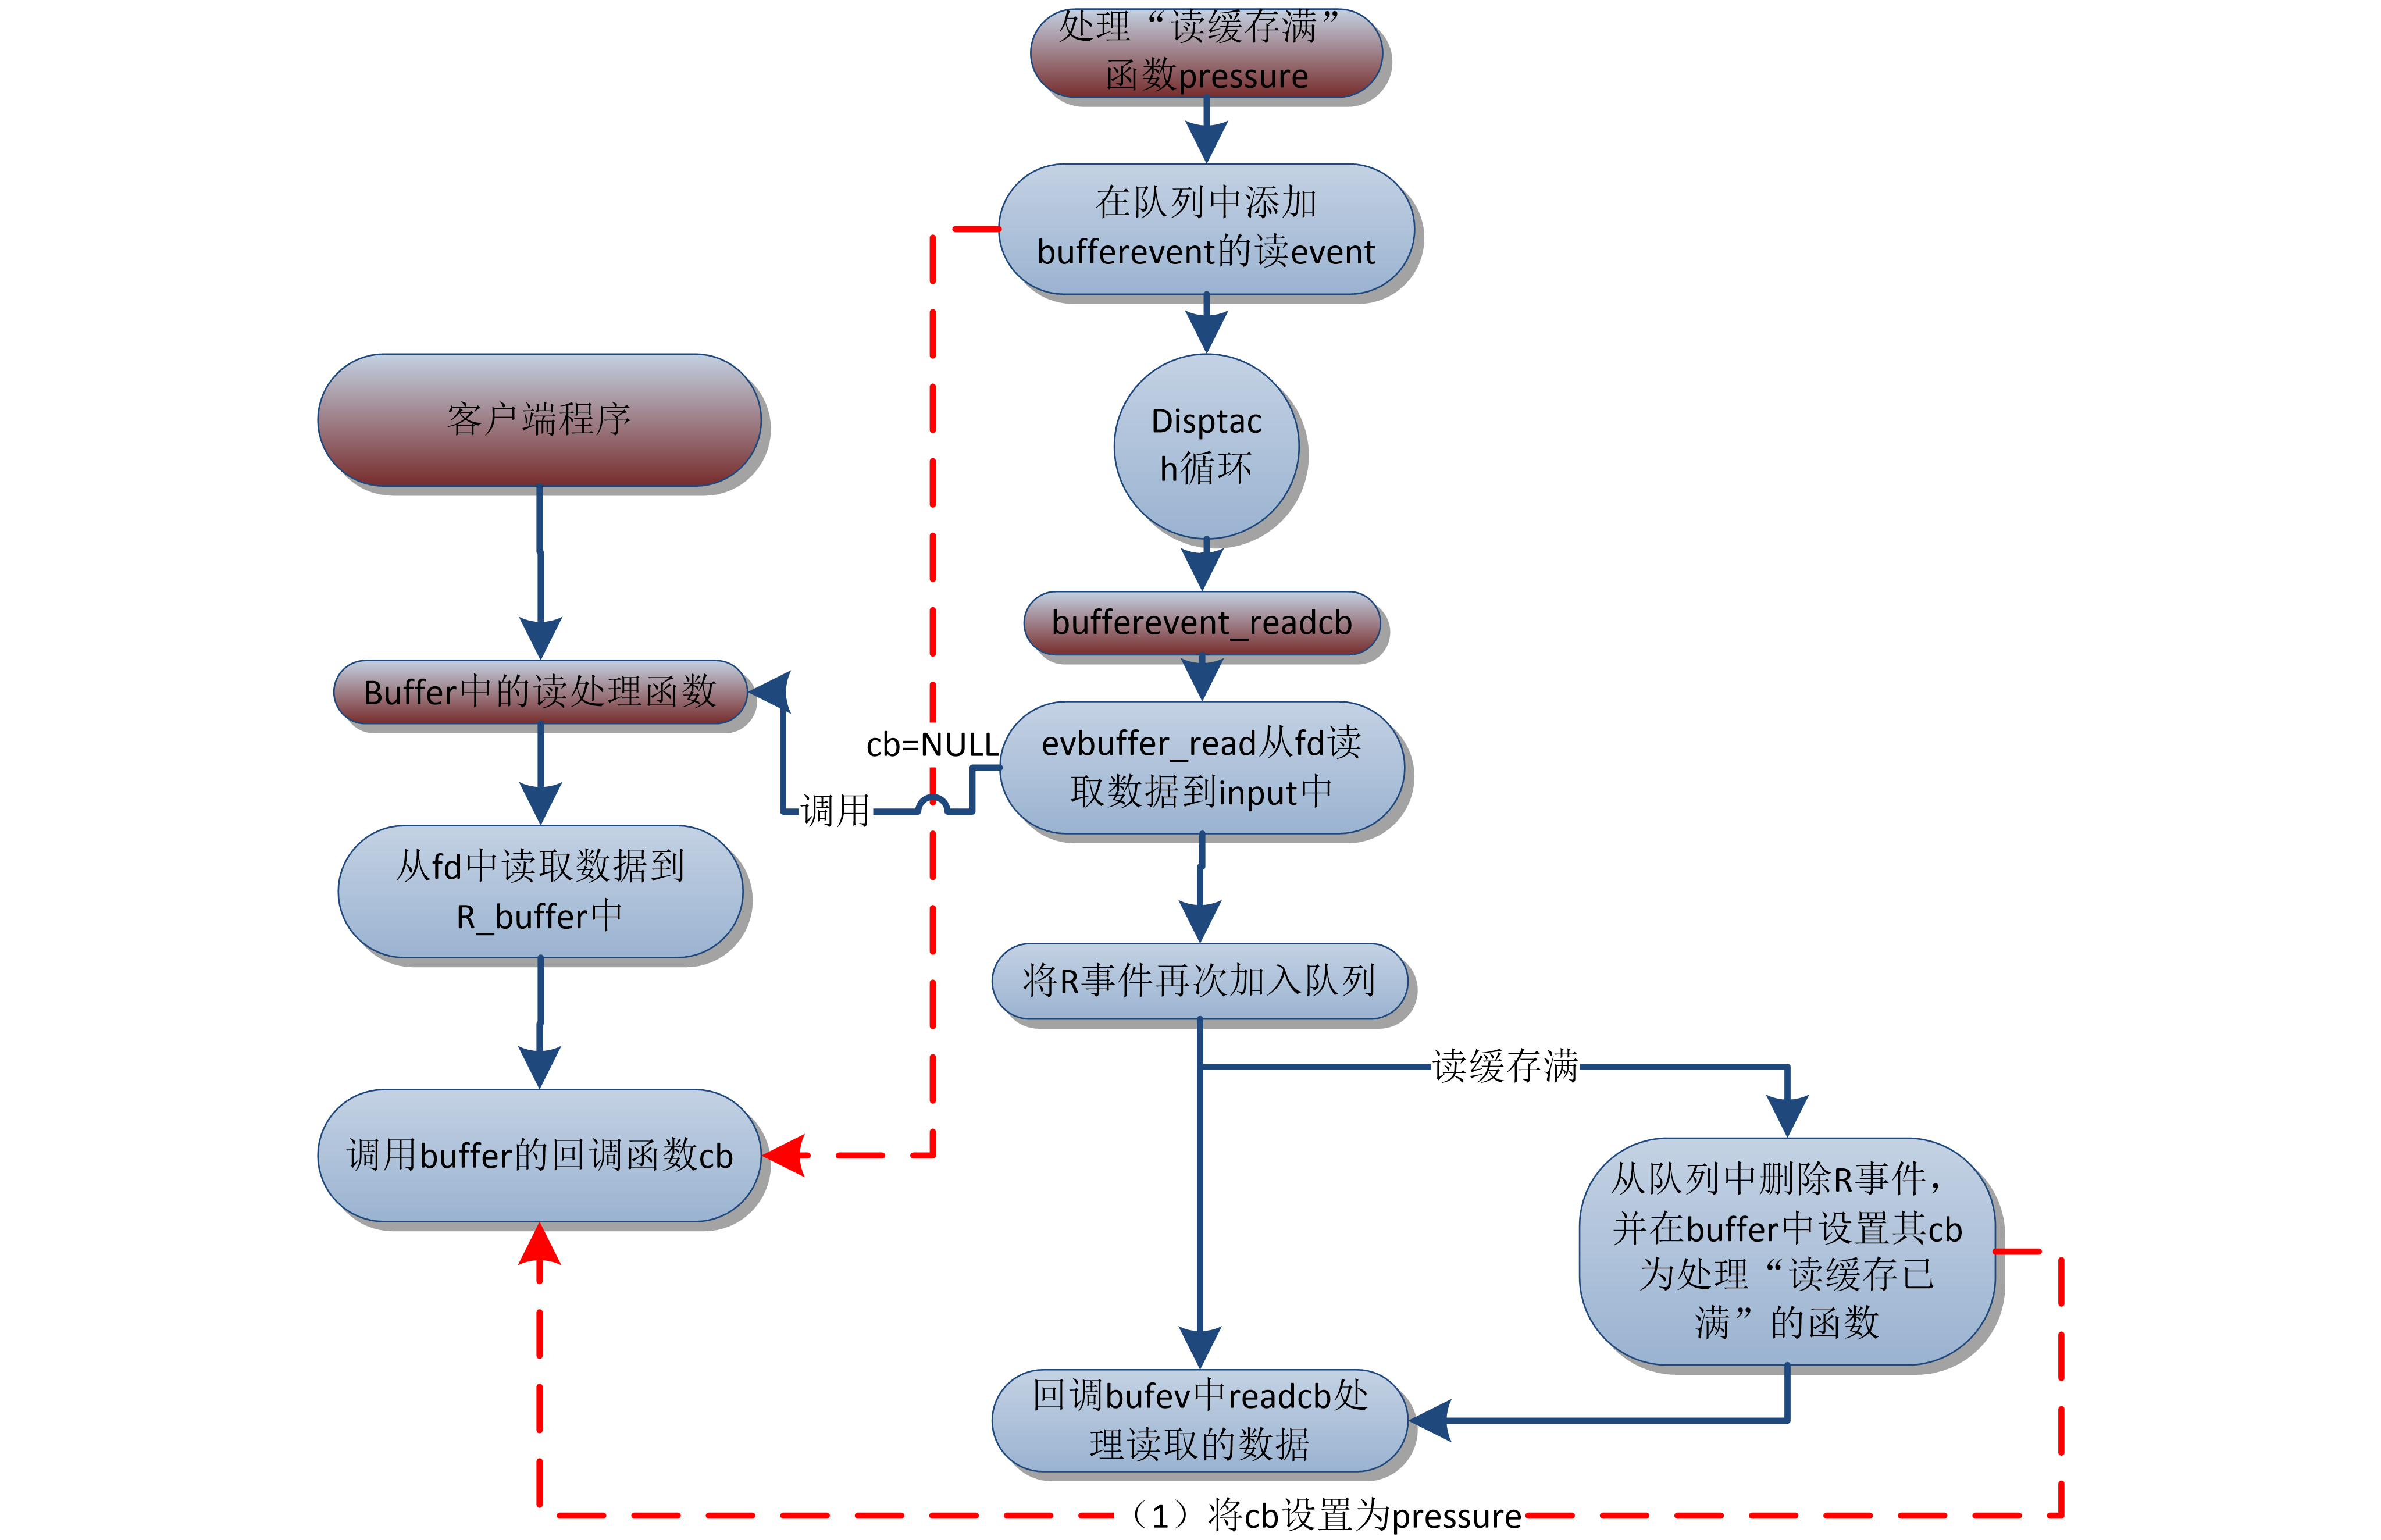 处理“读缓存满”
函数pressure
在队列中添加
bufferevent的读event
Disptac
h循环
客户端程序
bufferevent_readcb
Buffer中的读处理函数
cb=NULL
evbuffer_read从fd读
取数据到input中
调用
从fd中读取数据到
R_buffer中
将R事件再次加入队列
读缓存满
调用buffer的回调函数cb
从队列中删除R事件，
并在buffer中设置其cb
为处理“读缓存已
满”的函数
回调bufev中readcb处
理读取的数据
（1）将cb设置为pressure